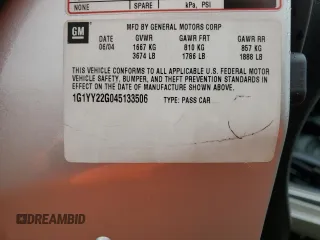 NONE SPARE kPa, PSI
GM MFD BY GENERAL MOTORS CORP
DATE GVWR GAWR FRT GAWR RR
06/04 1667 KG 810 KG 857 KG
3674 LB 1786 LB 1888 LB
THIS VEHICLE CONFORMS TO ALL APPLICABLE U.S. FEDERAL MOTOR
VEHICLE SAFETY, BUMPER, AND THEFT PREVENTION STANDARDS
IN EFFECT ON THE DATE OF MANUFACTURE SHOWN ABOVE.
1G1YY22G045133506 TYPE: PASS CAR
DREAMBID